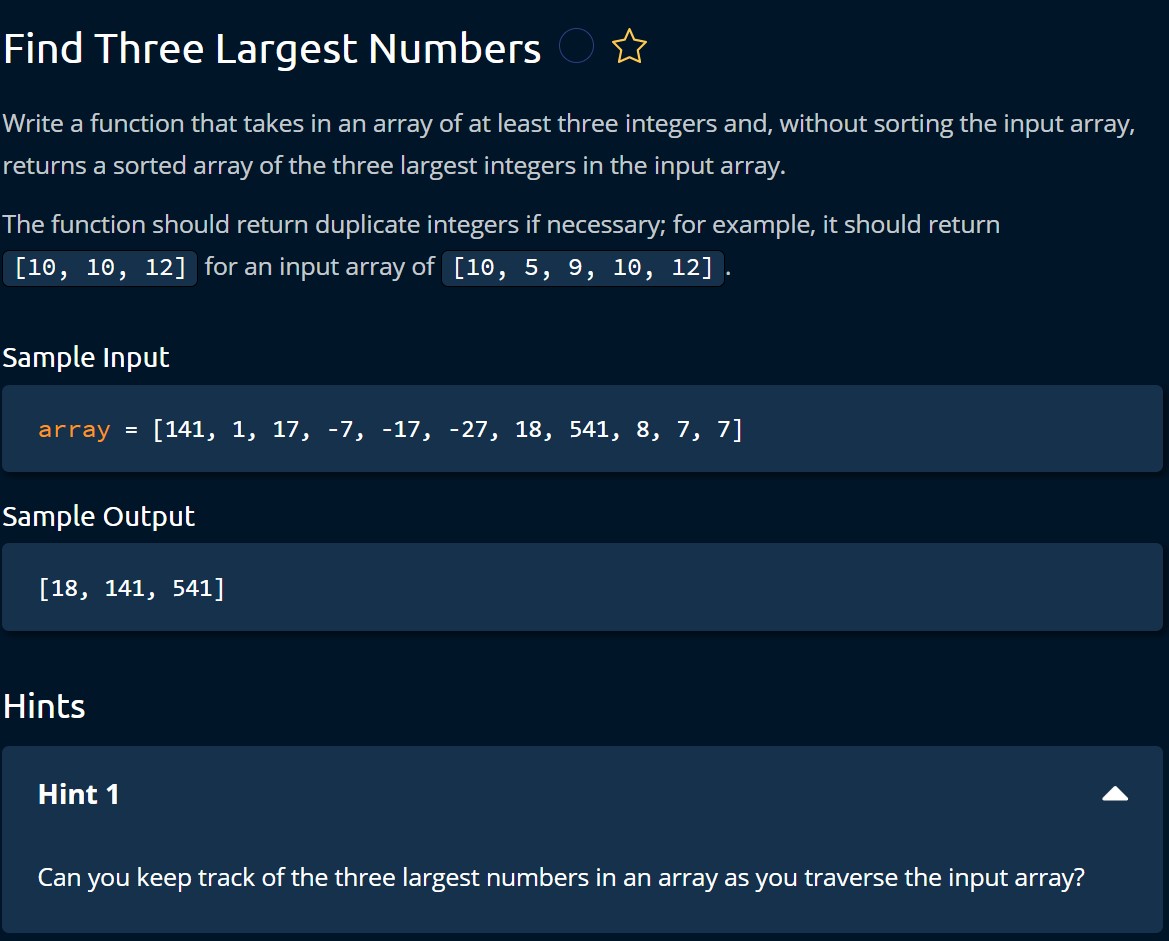 Find Three Largest Numbers
Write a function that takes in an array of at least three integers and, without sorting the input array,
returns a sorted array of the three largest integers in the input array.
The function should return duplicate integers if necessary; for example, it should return
[10, 10, 12] for an input array of [10, 5, 9, 10, 12] .
Sample Input
array = [141, 1, 17, -7, -17, -27, 18, 541, 8, 7, 7]
Sample Output
[18, 141, 541]
Hints
Hint 1
Can you keep track of the three largest numbers in an array as you traverse the input array?